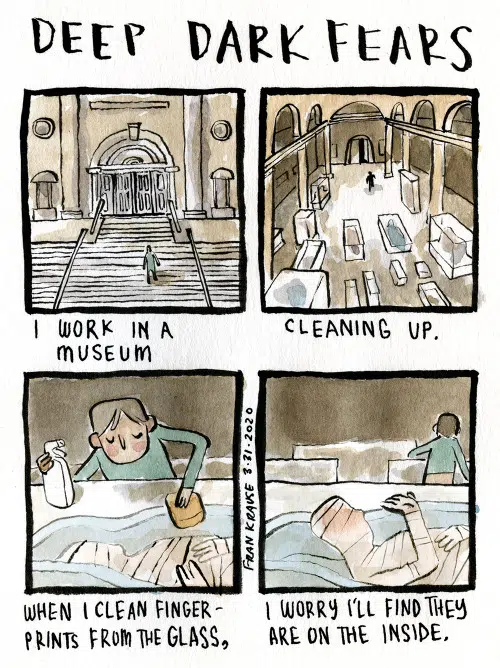 DEEP DARK FEARS
I WORK IN A
MUSEUM
CLEANING UP.
WHEN I CLEAN FINGER-
PRINTS FROM THE GLASS,
FRAN KRAUSE 3·31·2020
I WORRY I'LL FIND THEY
ARE ON THE INSIDE.